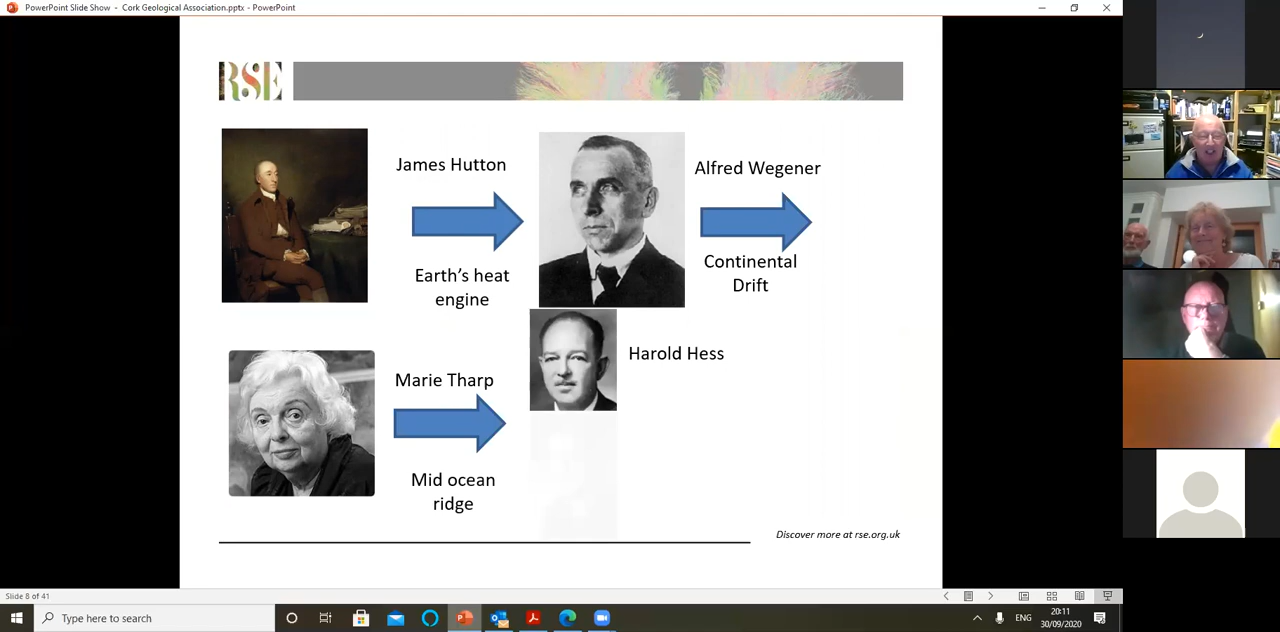 PowerPoint Slide Show - Cork Geological Association.pptx - PowerPoint
RSE
James Hutton
Earth's heat
engine
Alfred Wegener
Continental
Drift
Marie Tharp
Mid ocean
ridge
Harold Hess
Discover more at rse.org.uk
Slide 8 of 41
Type here to search
ENG
20:11
30/09/2020